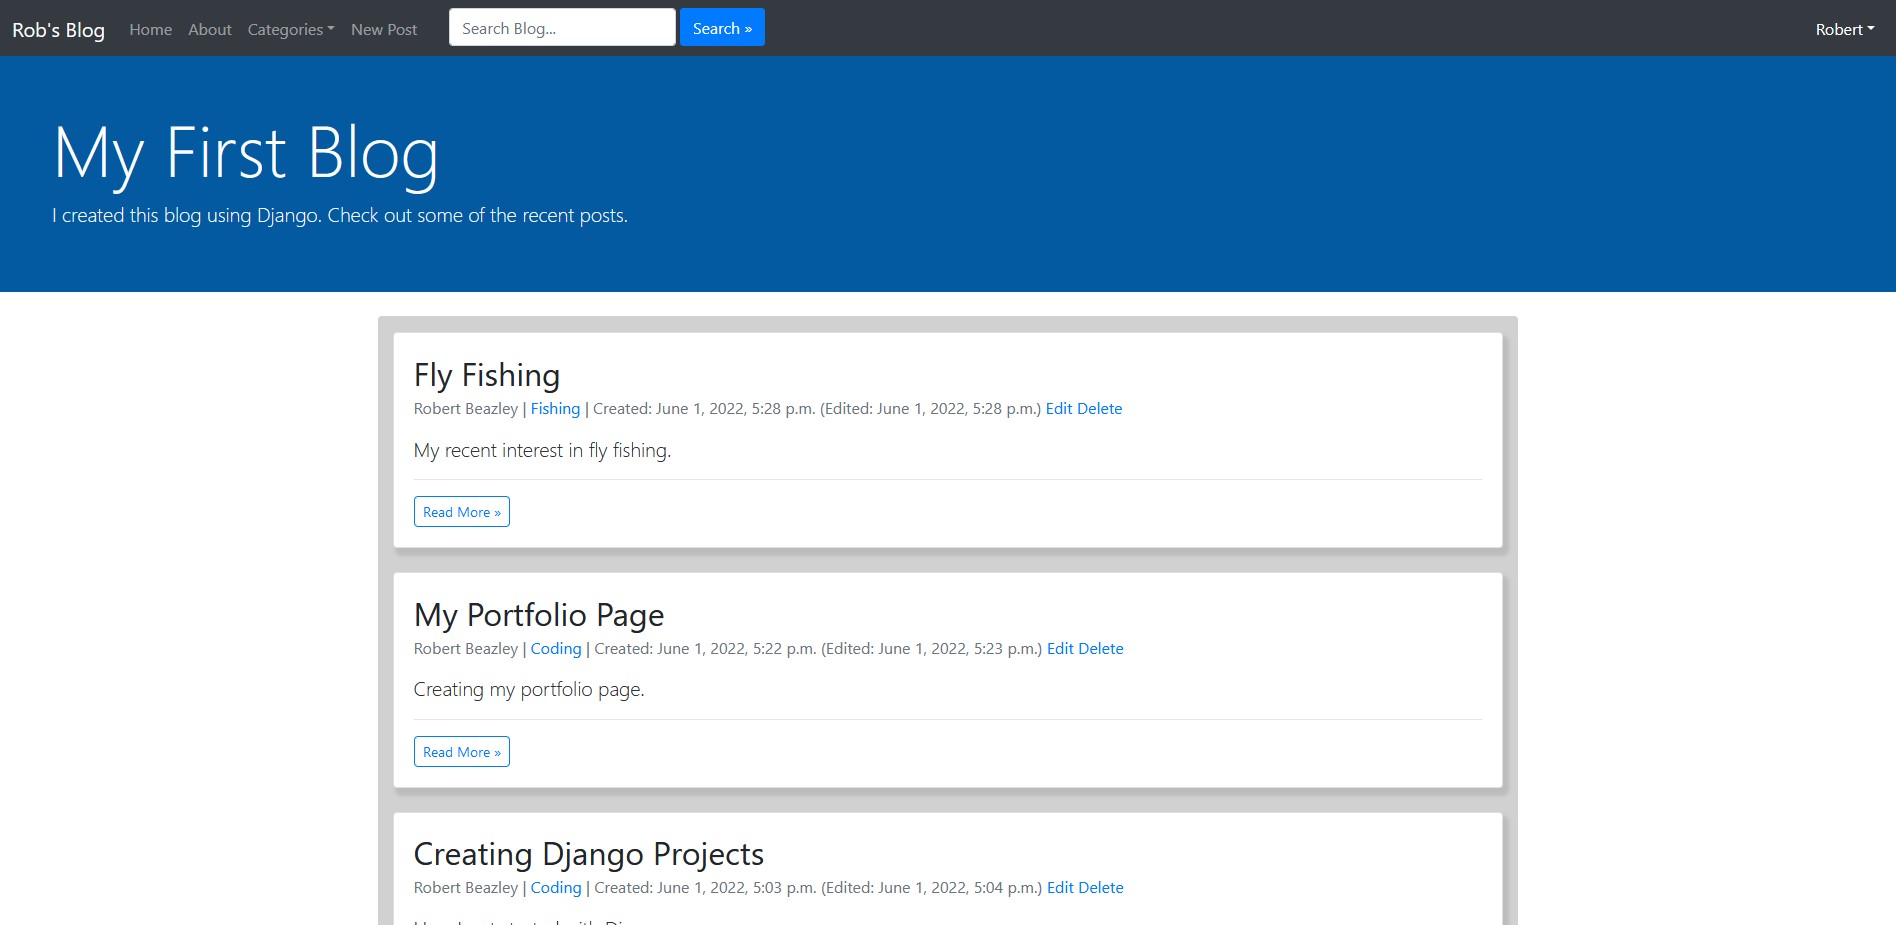 Rob's Blog Home About Categories New Post Search Blog... Search » Robert
My First Blog
I created this blog using Django. Check out some of the recent posts.
Fly Fishing
Robert Beazley | Fishing | Created: June 1, 2022, 5:28 p.m. (Edited: June 1, 2022, 5:28 p.m.) Edit Delete
My recent interest in fly fishing.
Read More »
My Portfolio Page
Robert Beazley | Coding | Created: June 1, 2022, 5:22 p.m. (Edited: June 1, 2022, 5:23 p.m.) Edit Delete
Creating my portfolio page.
Read More »
Creating Django Projects
Robert Beazley | Coding | Created: June 1, 2022, 5:03 p.m. (Edited: June 1, 2022, 5:04 p.m.) Edit Delete